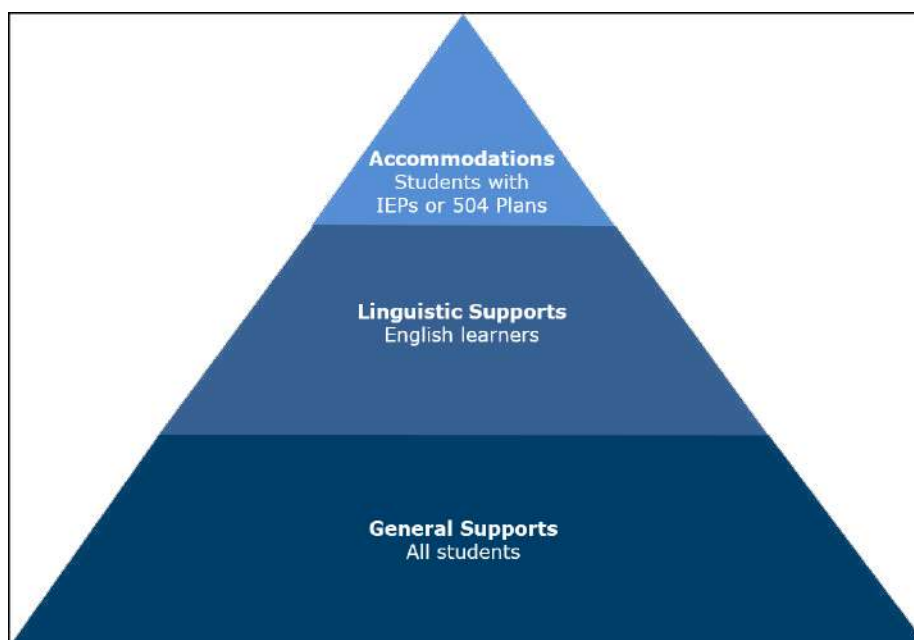 Accommodations
Students with
IEPs or 504 Plans
Linguistic Supports
English learners
General Supports
All students